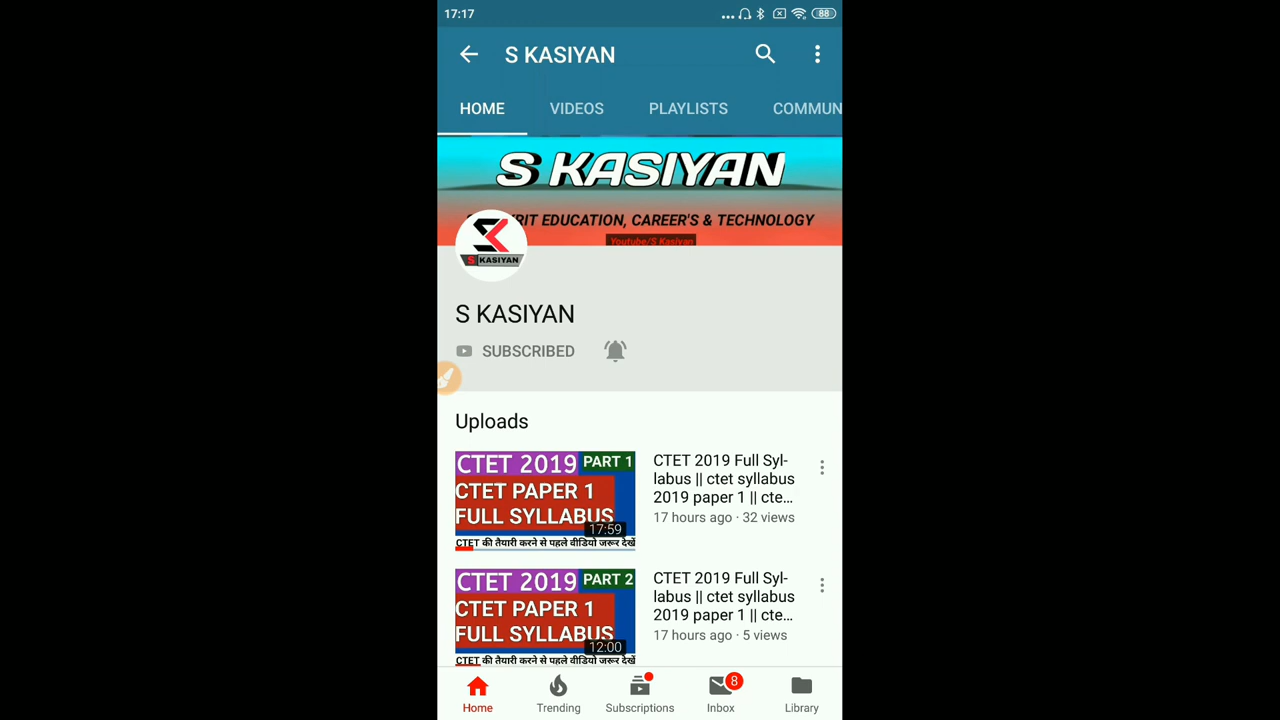 17:17
88
S KASIYAN
HOME VIDEOS PLAYLISTS COMMUN
S KASIYAN
EDUCATION, CAREER'S & TECHNOLOGY
Youtube/S Kasiyan
S KASIYAN
S KASIYAN
SUBSCRIBED
Uploads
CTET 2019 PART 1
CTET PAPER 1
FULL SYLLABUS
17:59
CTET की तैयारी करने से पहले वीडियो जरूर देखें
CTET 2019 Full Syl-
labus || ctet syllabus
2019 paper 1 || cte...
17 hours ago · 32 views
CTET 2019 PART 2
CTET PAPER 1
FULL SYLLABUS
12:00
CTET की तैयारी करने से पहले वीडियो जरूर देखें
CTET 2019 Full Syl-
labus || ctet syllabus
2019 paper 1 || cte...
17 hours ago · 5 views
8
Home Trending Subscriptions Inbox Library